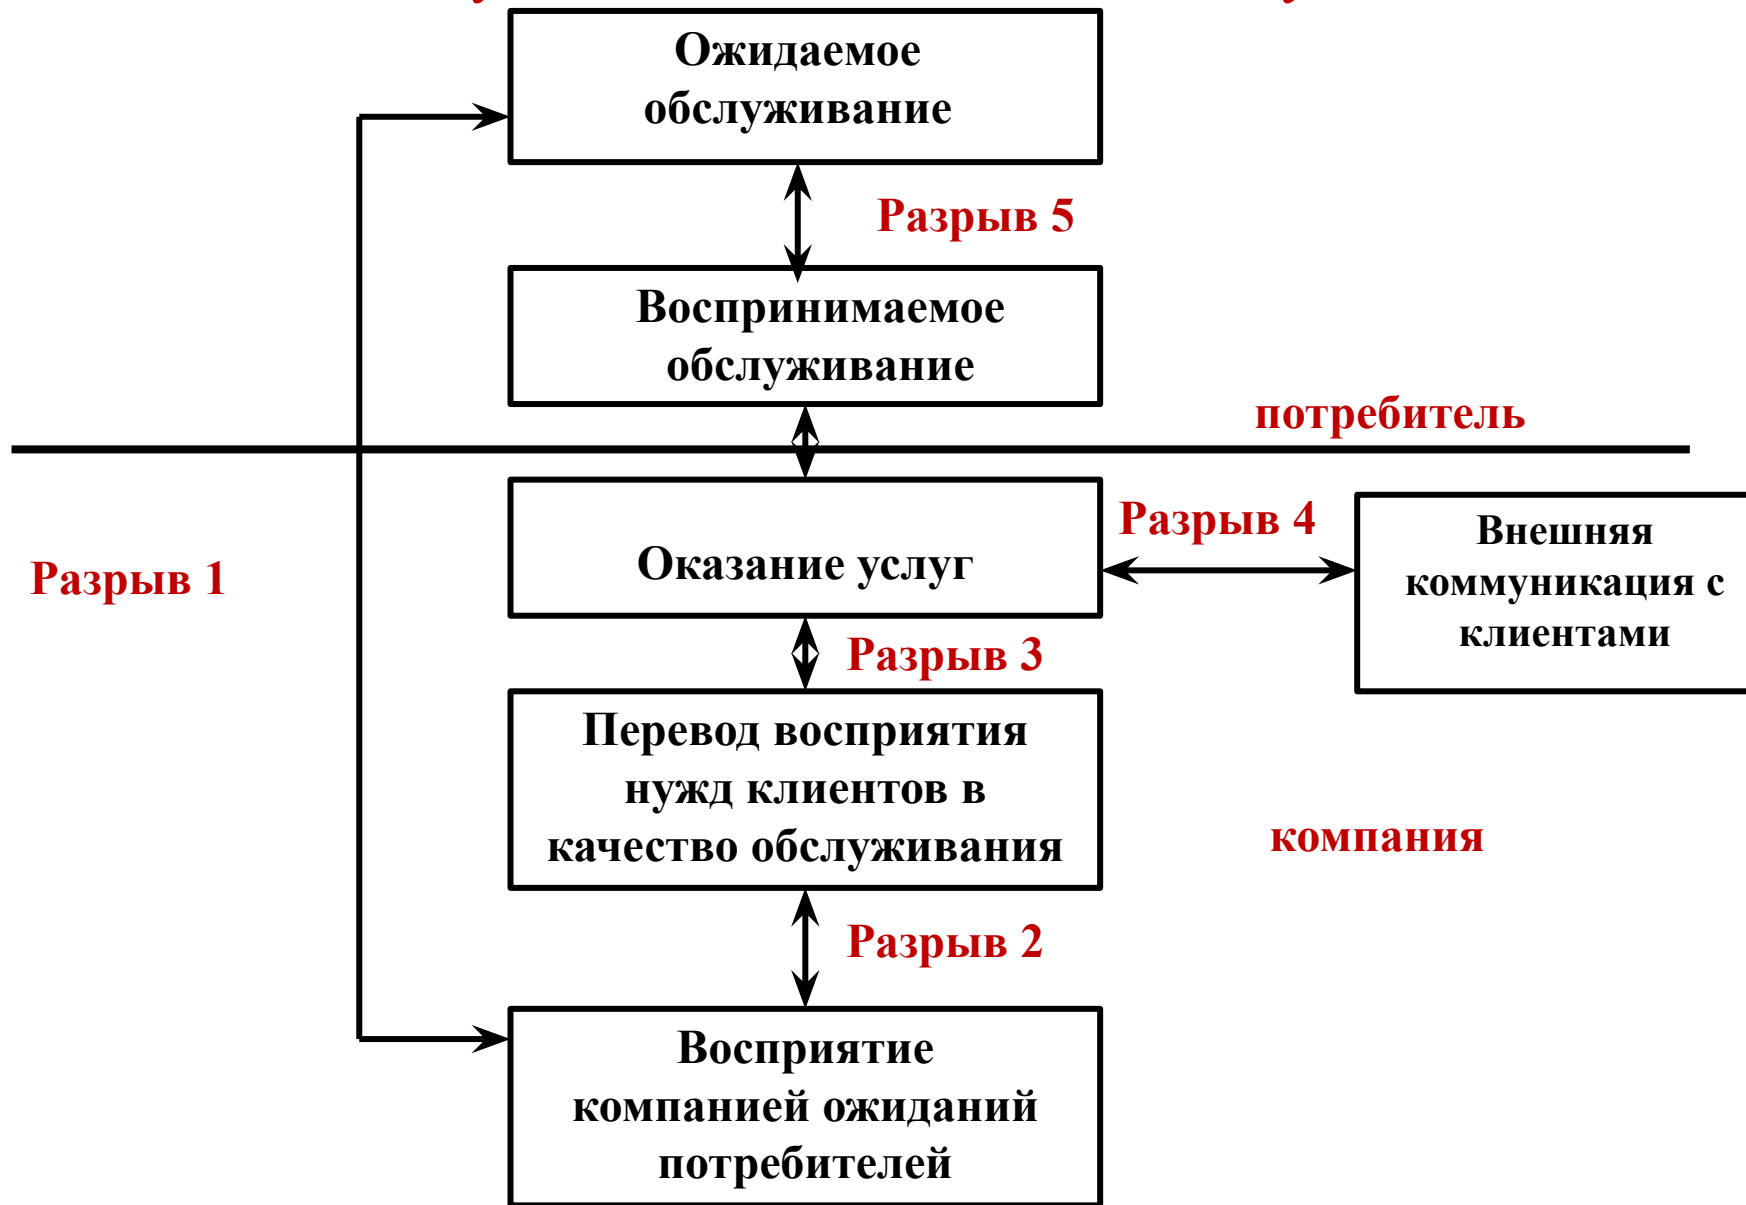 Ожидаемое
обслуживание
Разрыв 5
Воспринимаемое
обслуживание
потребитель
Оказание услуг
Разрыв 4
Внешняя
коммуникация с
клиентами
Разрыв 1
Разрыв 3
Перевод восприятия
нужд клиентов в
качество обслуживания
компания
Разрыв 2
Восприятие
компанией ожиданий
потребителей